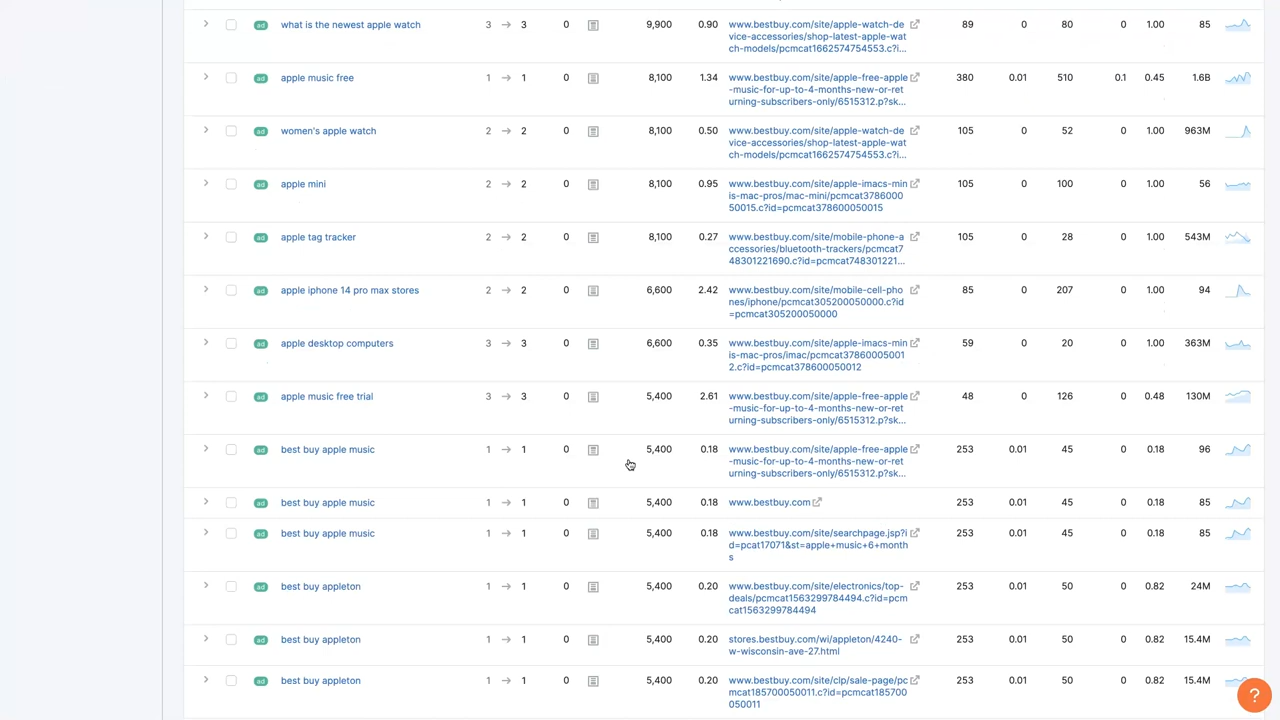 ad what is the newest apple watch 3 → 3 0 9,900 0.90 www.bestbuy.com/site/apple-watch-de 89 0 80 0 1.00 85
vice-accessories/shop-latest-apple-wat
ch-models/pcmcat1662574754553.c?i...
ad apple music free 1 → 1 0 8,100 1.34 www.bestbuy.com/site/apple-free-apple 380 0.01 510 0.1 0.45 1.6B
-music-for-up-to-4-months-new-or-ret
urning-subscribers-only/6515312.p?sk...
ad women's apple watch 2 → 2 0 8,100 0.50 www.bestbuy.com/site/apple-watch-de 105 0 52 0 1.00 963M
vice-accessories/shop-latest-apple-wat
ch-models/pcmcat1662574754553.c?i...
ad apple mini 2 → 2 0 8,100 0.95 www.bestbuy.com/site/apple-imacs-min 105 0 100 0 1.00 56
is-mac-pros/mac-mini/pcmcat378600
050015.c?id=pcmcat378600050015
ad apple tag tracker 2 → 2 0 8,100 0.27 www.bestbuy.com/site/mobile-phone-a 105 0 28 0 1.00 543M
ccessories/bluetooth-trackers/pcmcat7
48301221690.c?id=pcmcat748301221...
ad apple iphone 14 pro max stores 2 → 2 0 6,600 2.42 www.bestbuy.com/site/mobile-cell-pho 85 0 207 0 1.00 94
nes/iphone/pcmcat305200050000.c?id
=pcmcat305200050000
ad apple desktop computers 3 → 3 0 6,600 0.35 www.bestbuy.com/site/apple-imacs-min 59 0 20 0 1.00 363M
is-mac-pros/imac/pcmcat37860005001
2.c?id=pcmcat378600050012
ad apple music free trial 3 → 3 0 5,400 2.61 www.bestbuy.com/site/apple-free-apple 48 0 126 0 0.48 130M
-music-for-up-to-4-months-new-or-ret
urning-subscribers-only/6515312.p?sk...
ad best buy apple music 1 → 1 0 5,400 0.18 www.bestbuy.com/site/apple-free-apple 253 0.01 45 0 0.18 96
-music-for-up-to-4-months-new-or-ret
urning-subscribers-only/6515312.p?sk...
ad best buy apple music 1 → 1 0 5,400 0.18 www.bestbuy.com 253 0.01 45 0 0.18 85
ad best buy apple music 1 → 1 0 5,400 0.18 www.bestbuy.com/site/searchpage.jsp?i 253 0.01 45 0 0.18 85
d=pcat17071&st=apple+music+6+month
s
ad best buy appleton 1 → 1 0 5,400 0.20 www.bestbuy.com/site/electronics/top- 253 0.01 50 0 0.82 24M
deals/pcmcat1563299784494.c?id=pcm
cat1563299784494
ad best buy appleton 1 → 1 0 5,400 0.20 stores.bestbuy.com/wi/appleton/4240- 253 0.01 50 0 0.82 15.4M
w-wisconsin-ave-27.html
ad best buy appleton 1 → 1 0 5,400 0.20 www.bestbuy.com/site/clp/sale-page/pc 253 0.01 50 0 0.82 15.4M
mcat185700050011.c?id=pcmcat185700
050011
?